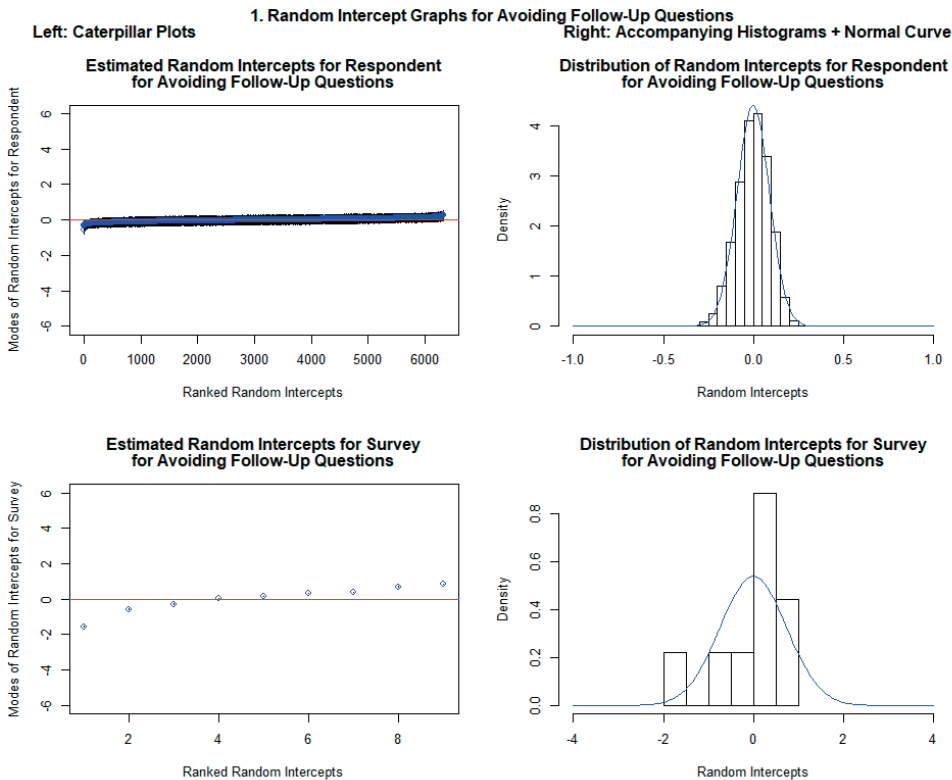 1. Random Intercept Graphs for Avoiding Follow-Up Questions
Left: Caterpillar Plots
Right: Accompanying Histograms + Normal Curve
Estimated Random Intercepts for Respondent
for Avoiding Follow-Up Questions
Modes of Random Intercepts for Respondent
6
4
2
0
-2
-4
-6
0 1000 2000 3000 4000 5000 6000
Ranked Random Intercepts
Distribution of Random Intercepts for Respondent
for Avoiding Follow-Up Questions
Density
4
3
2
1
0
-1.0 -0.5 0.0 0.5 1.0
Random Intercepts
Estimated Random Intercepts for Survey
for Avoiding Follow-Up Questions
Modes of Random Intercepts for Survey
6
4
2
0
-2
-4
-6
2 4 6 8
Ranked Random Intercepts
Distribution of Random Intercepts for Survey
for Avoiding Follow-Up Questions
Density
0.8
0.6
0.4
0.2
0.0
-4 -2 0 2 4
Random Intercepts